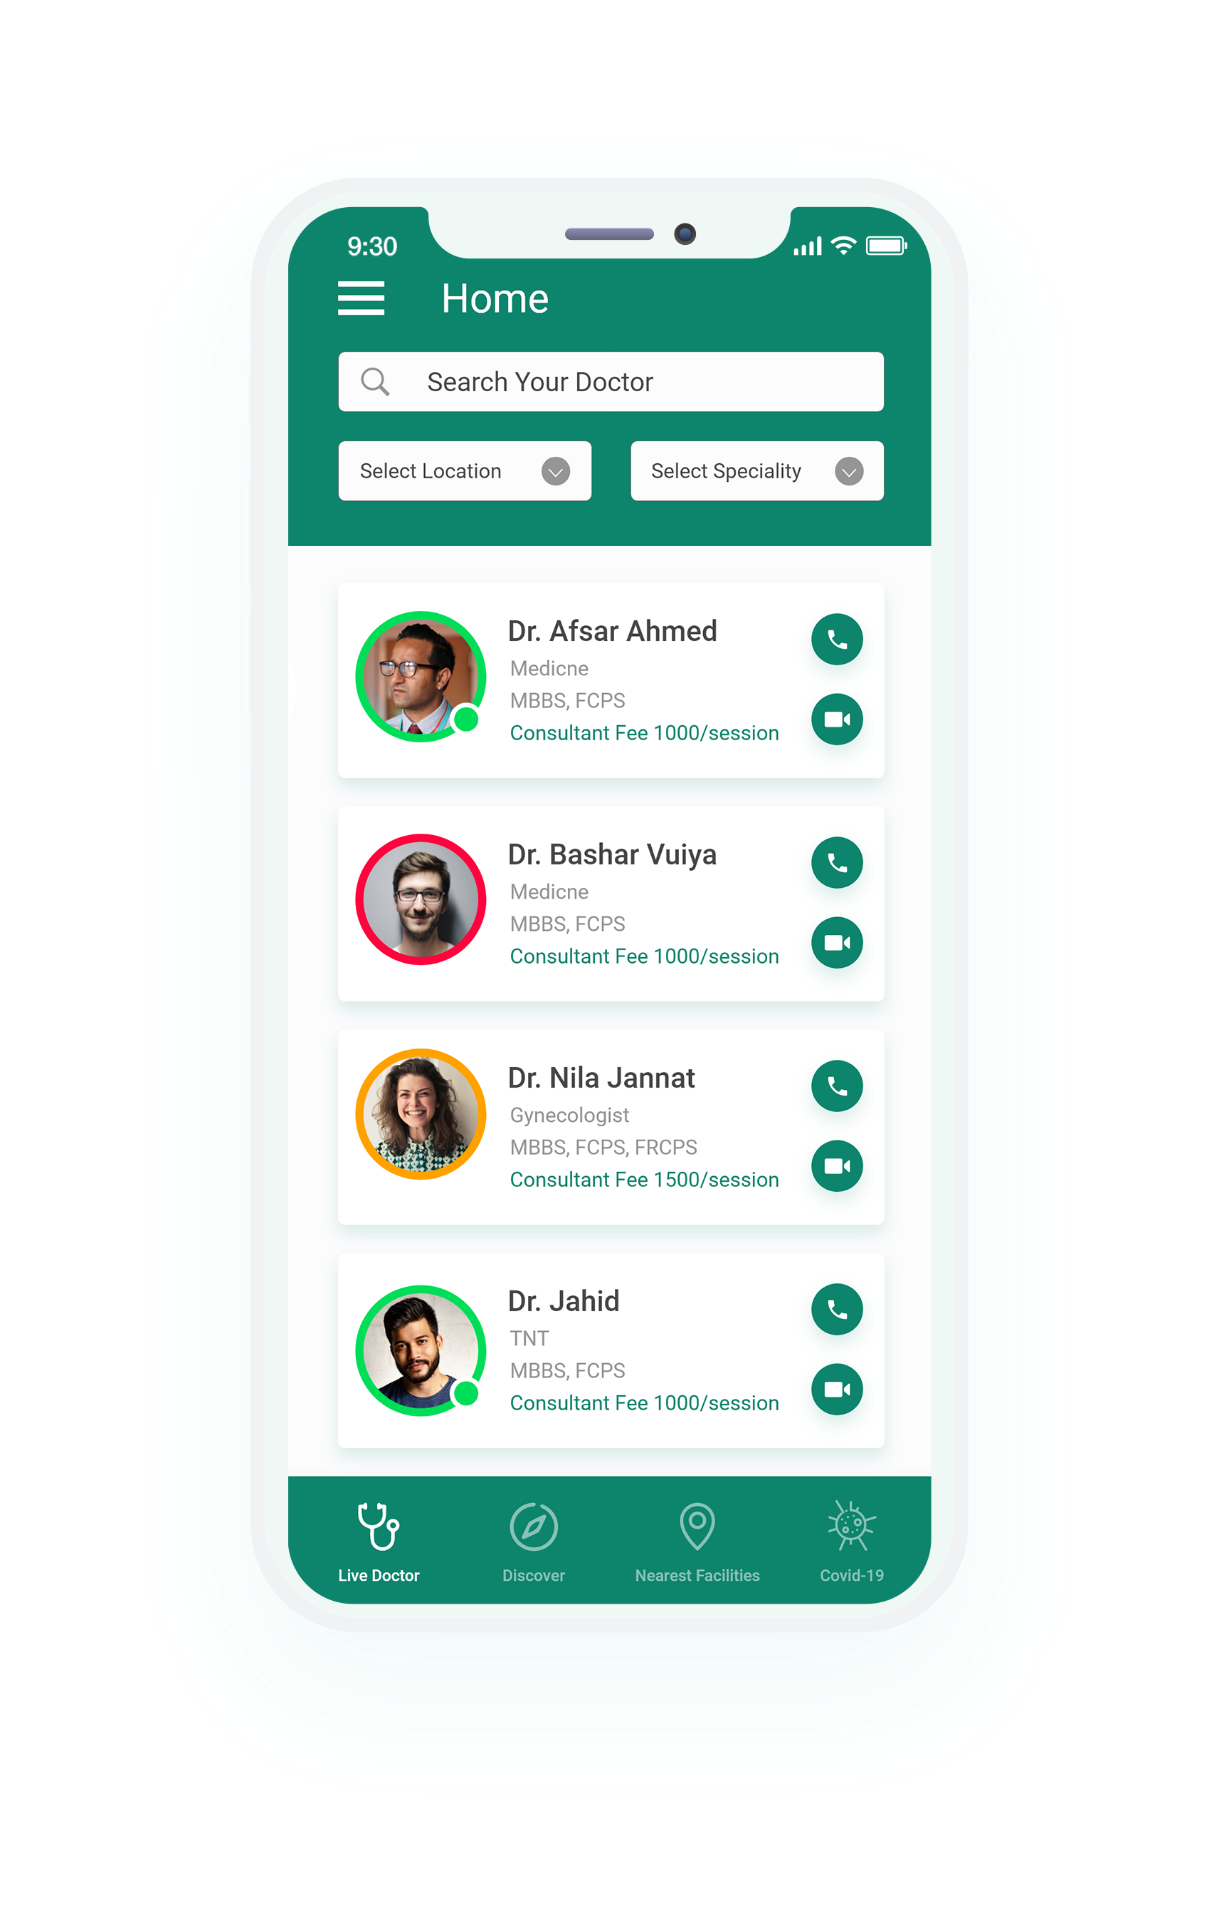 9:30
Home
Search Your Doctor
Select Location
Select Speciality
Dr. Afsar Ahmed
Medicne
MBBS, FCPS
Consultant Fee 1000/session
Dr. Bashar Vuiya
Medicne
MBBS, FCPS
Consultant Fee 1000/session
Dr. Nila Jannat
Gynecologist
MBBS, FCPS, FRCPS
Consultant Fee 1500/session
Dr. Jahid
TNT
MBBS, FCPS
Consultant Fee 1000/session
Live Doctor
Discover
Nearest Facilities
Covid-19